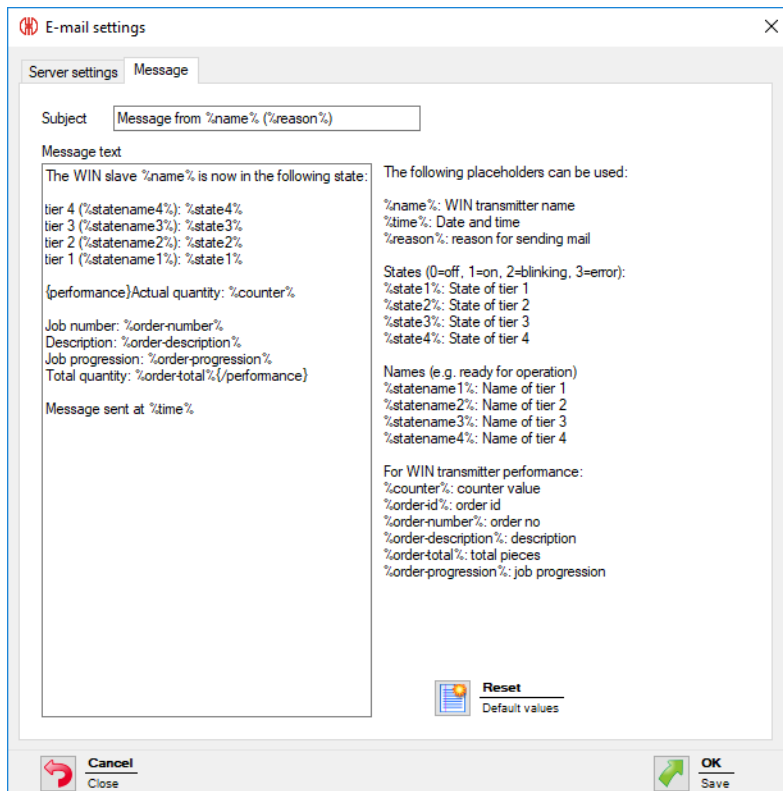 E-mail settings
Server settings
Message
Subject
Message from %name% (%reason%)
Message text
The WIN slave %name% is now in the following state:
tier 4 (%statename4%): %state4%
tier 3 (%statename3%): %state3%
tier 2 (%statename2%): %state2%
tier 1 (%statename1%): %state1%
{performance}Actual quantity: %counter%
Job number: %order-number%
Description: %order-description%
Job progression: %order-progression%
Total quantity: %order-total%{/performance}
Message sent at %time%
The following placeholders can be used:
%name%: WIN transmitter name
%time%: Date and time
%reason%: reason for sending mail
States (0=off, 1=on, 2=blinking, 3=error):
%state1%: State of tier 1
%state2%: State of tier 2
%state3%: State of tier 3
%state4%: State of tier 4
Names (e.g. ready for operation)
%statename1%: Name of tier 1
%statename2%: Name of tier 2
%statename3%: Name of tier 3
%statename4%: Name of tier 4
For WIN transmitter performance:
%counter%: counter value
%order-id%: order id
%order-number%: order no
%order-description%: description
%order-total%: total pieces
%order-progression%: job progression
Reset
Default values
Cancel
Close
OK
Save